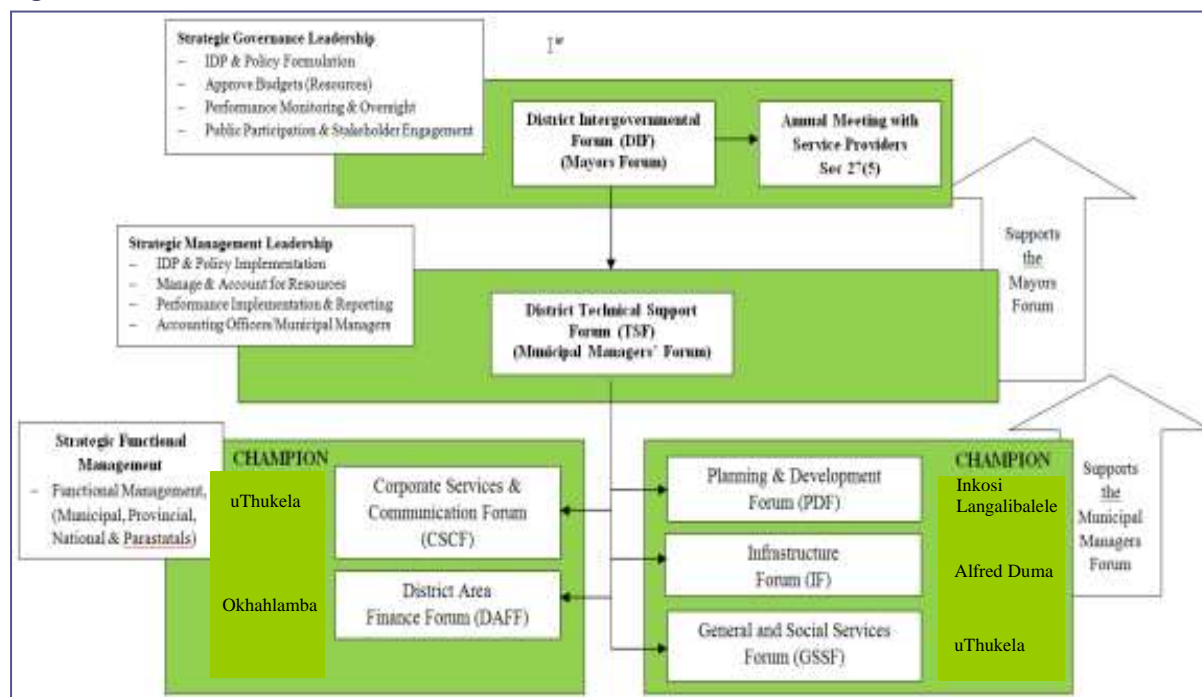 Strategic Governance Leadership
– IDP & Policy Formulation
– Approve Budgets (Resources)
– Performance Monitoring & Oversight
– Public Participation & Stakeholder Engagement
District Intergovernmental
Forum (DIF)
(Mayors Forum)
Annual Meeting with
Service Providers
Sec 27(5)
Supports
the
Mayors
Forum
Strategic Management Leadership
– IDP & Policy Implementation
– Manage & Account for Resources
– Performance Implementation & Reporting
– Accounting Officers/Municipal Managers
District Technical Support
Forum (TSF)
(Municipal Managers' Forum)
Strategic Functional
Management
– Functional Management,
(Municipal, Provincial,
National & Parastatals)
CHAMPION
uThukela
Corporate Services &
Communication Forum
(CSCF)
Okhahlamba
District Area
Finance Forum (DAFF)
CHAMPION
Planning & Development
Forum (PDF)
Inkosi
Langalibalele
Infrastructure
Forum (IF)
Alfred Duma
General and Social Services
Forum (GSSF)
uThukela
Supports
the
Municipal
Managers
Forum